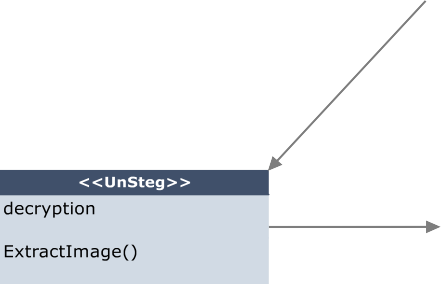 <<UnSteg>>
decryption
ExtractImage()